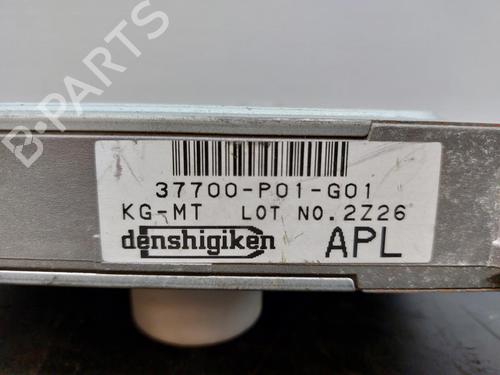 B-PARTS
37700-P01-G01
KG-MT LOT NO.2Z26
denshigiken APL